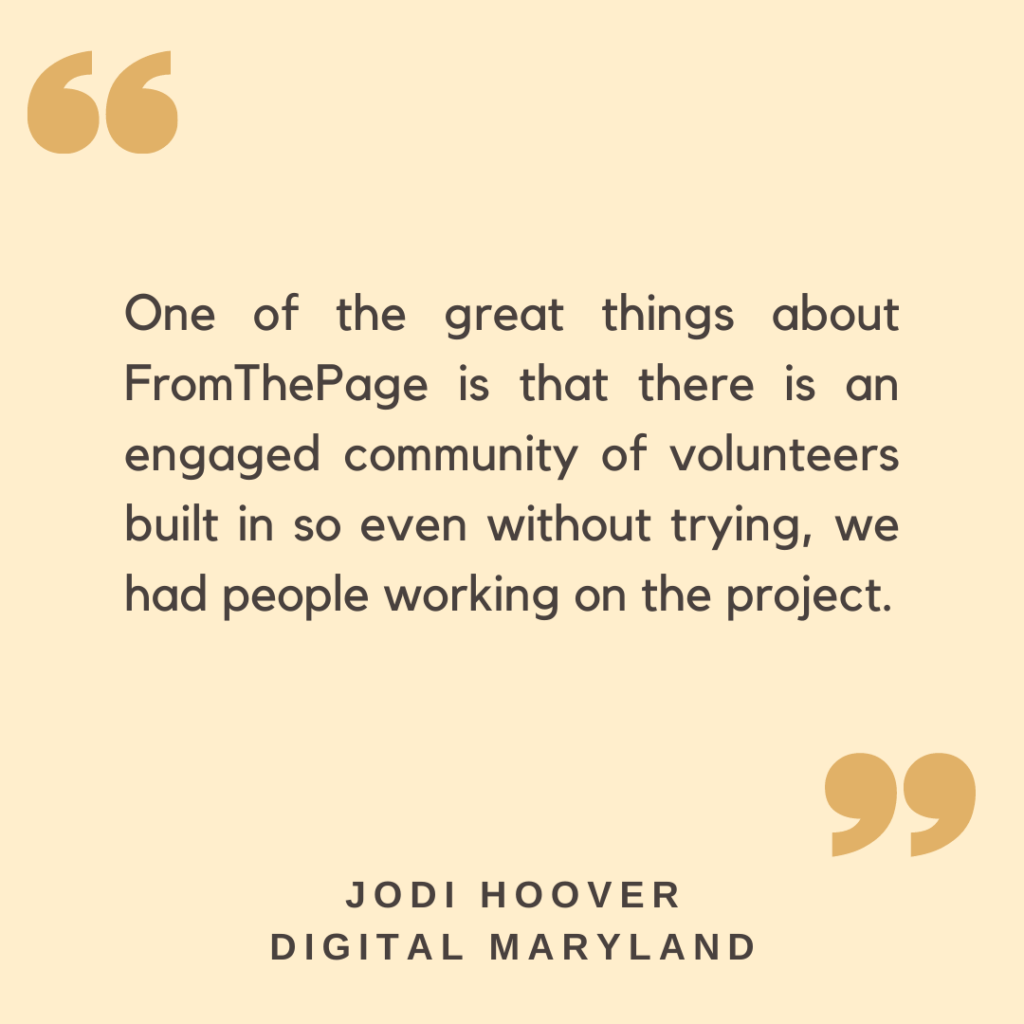 One of the great things about
FromThePage is that there is an
engaged community of volunteers
built in so even without trying, we
had people working on the project.
JODI HOOVER
DIGITAL MARYLAND